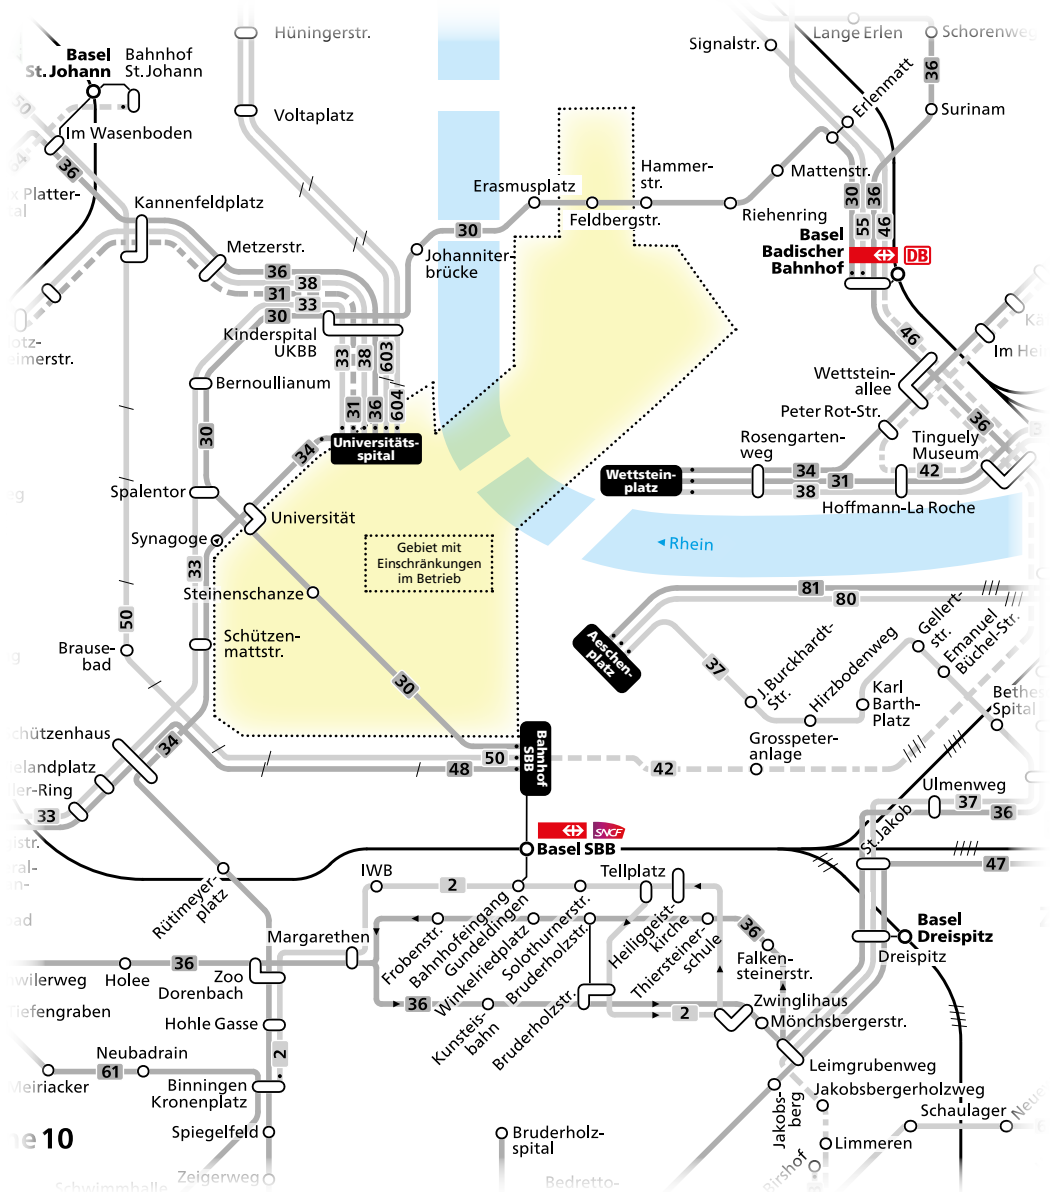 Hüningerstr.
Signalstr.
Lange Erlen
Schorenweg
Basel
St. Johann
Bahnhof
St. Johann
50
36
Erlenmatt
Voltaplatz
Surinam
Im Wasenboden
64
36
Hammer-
str.
Mattenstr.
Erasmusplatz
Kannenfeldplatz
Feldbergstr.
Riehenring
30
36
55
46
30
Basel
Badischer
Bahnhof
DB
Metzerstr.
Johanniter-
brücke
36
38
31
33
30
Kinderspital
UKBB
33
38
603
31
36
604
46
Im
Wettstein-
allee
Bernoullianum
Peter Rot-Str.
36
30
34
Universitäts-
spital
Rosengarten-
weg
Tinguely
Museum
Wettstein-
platz
34
31
38
42
Hoffmann-La Roche
Spalentor
Universität
Synagoge
Gebiet mit
Einschränkungen
im Betrieb
Rhein
33
Steinenschanze
81
80
50
Schützen-
mattstr.
Brause-
bad
Aeschen-
platz
37
J. Burckhardt-
Str.
Hirzbodenweg
Gellert-
str.
Emanuel
Büchel-Str.
Karl
Barth-
Platz
30
Grosspeter-
anlage
Spital
34
Bahnhof
SBB
50
48
42
Ulmenweg
37
36
33
St. Jakob
SNCF
Basel SBB
47
IWB
2
Tellplatz
Rütimeyer-
platz
Frobenstr.
Bahnhofeingang
Gundeldingen
Winkelriedplatz
Solothurnerstr.
Bruderholzstr.
Heiliggeist-
kirche
Thiersteiner-
schule
36
Falken-
steinerstr.
Basel
Dreispitz
Dreispitz
Margarethen
36
Holee
Zoo
Dorenbach
Hohle Gasse
36
Kunsteis-
bahn
Bruderholzstr.
2
Zwinglihaus
Mönchsbergerstr.
2
Neubadrain
61
Meiriacker
Binningen
Kronenplatz
Leimgrubenweg
Jakobs-
berg
Jakobsbergerholzweg
Schaulager
10
Spiegelfeld
Bruderholz-
spital
Limmeren
Birshof
Zeigerweg
Schwimmhalle
Bedretto-